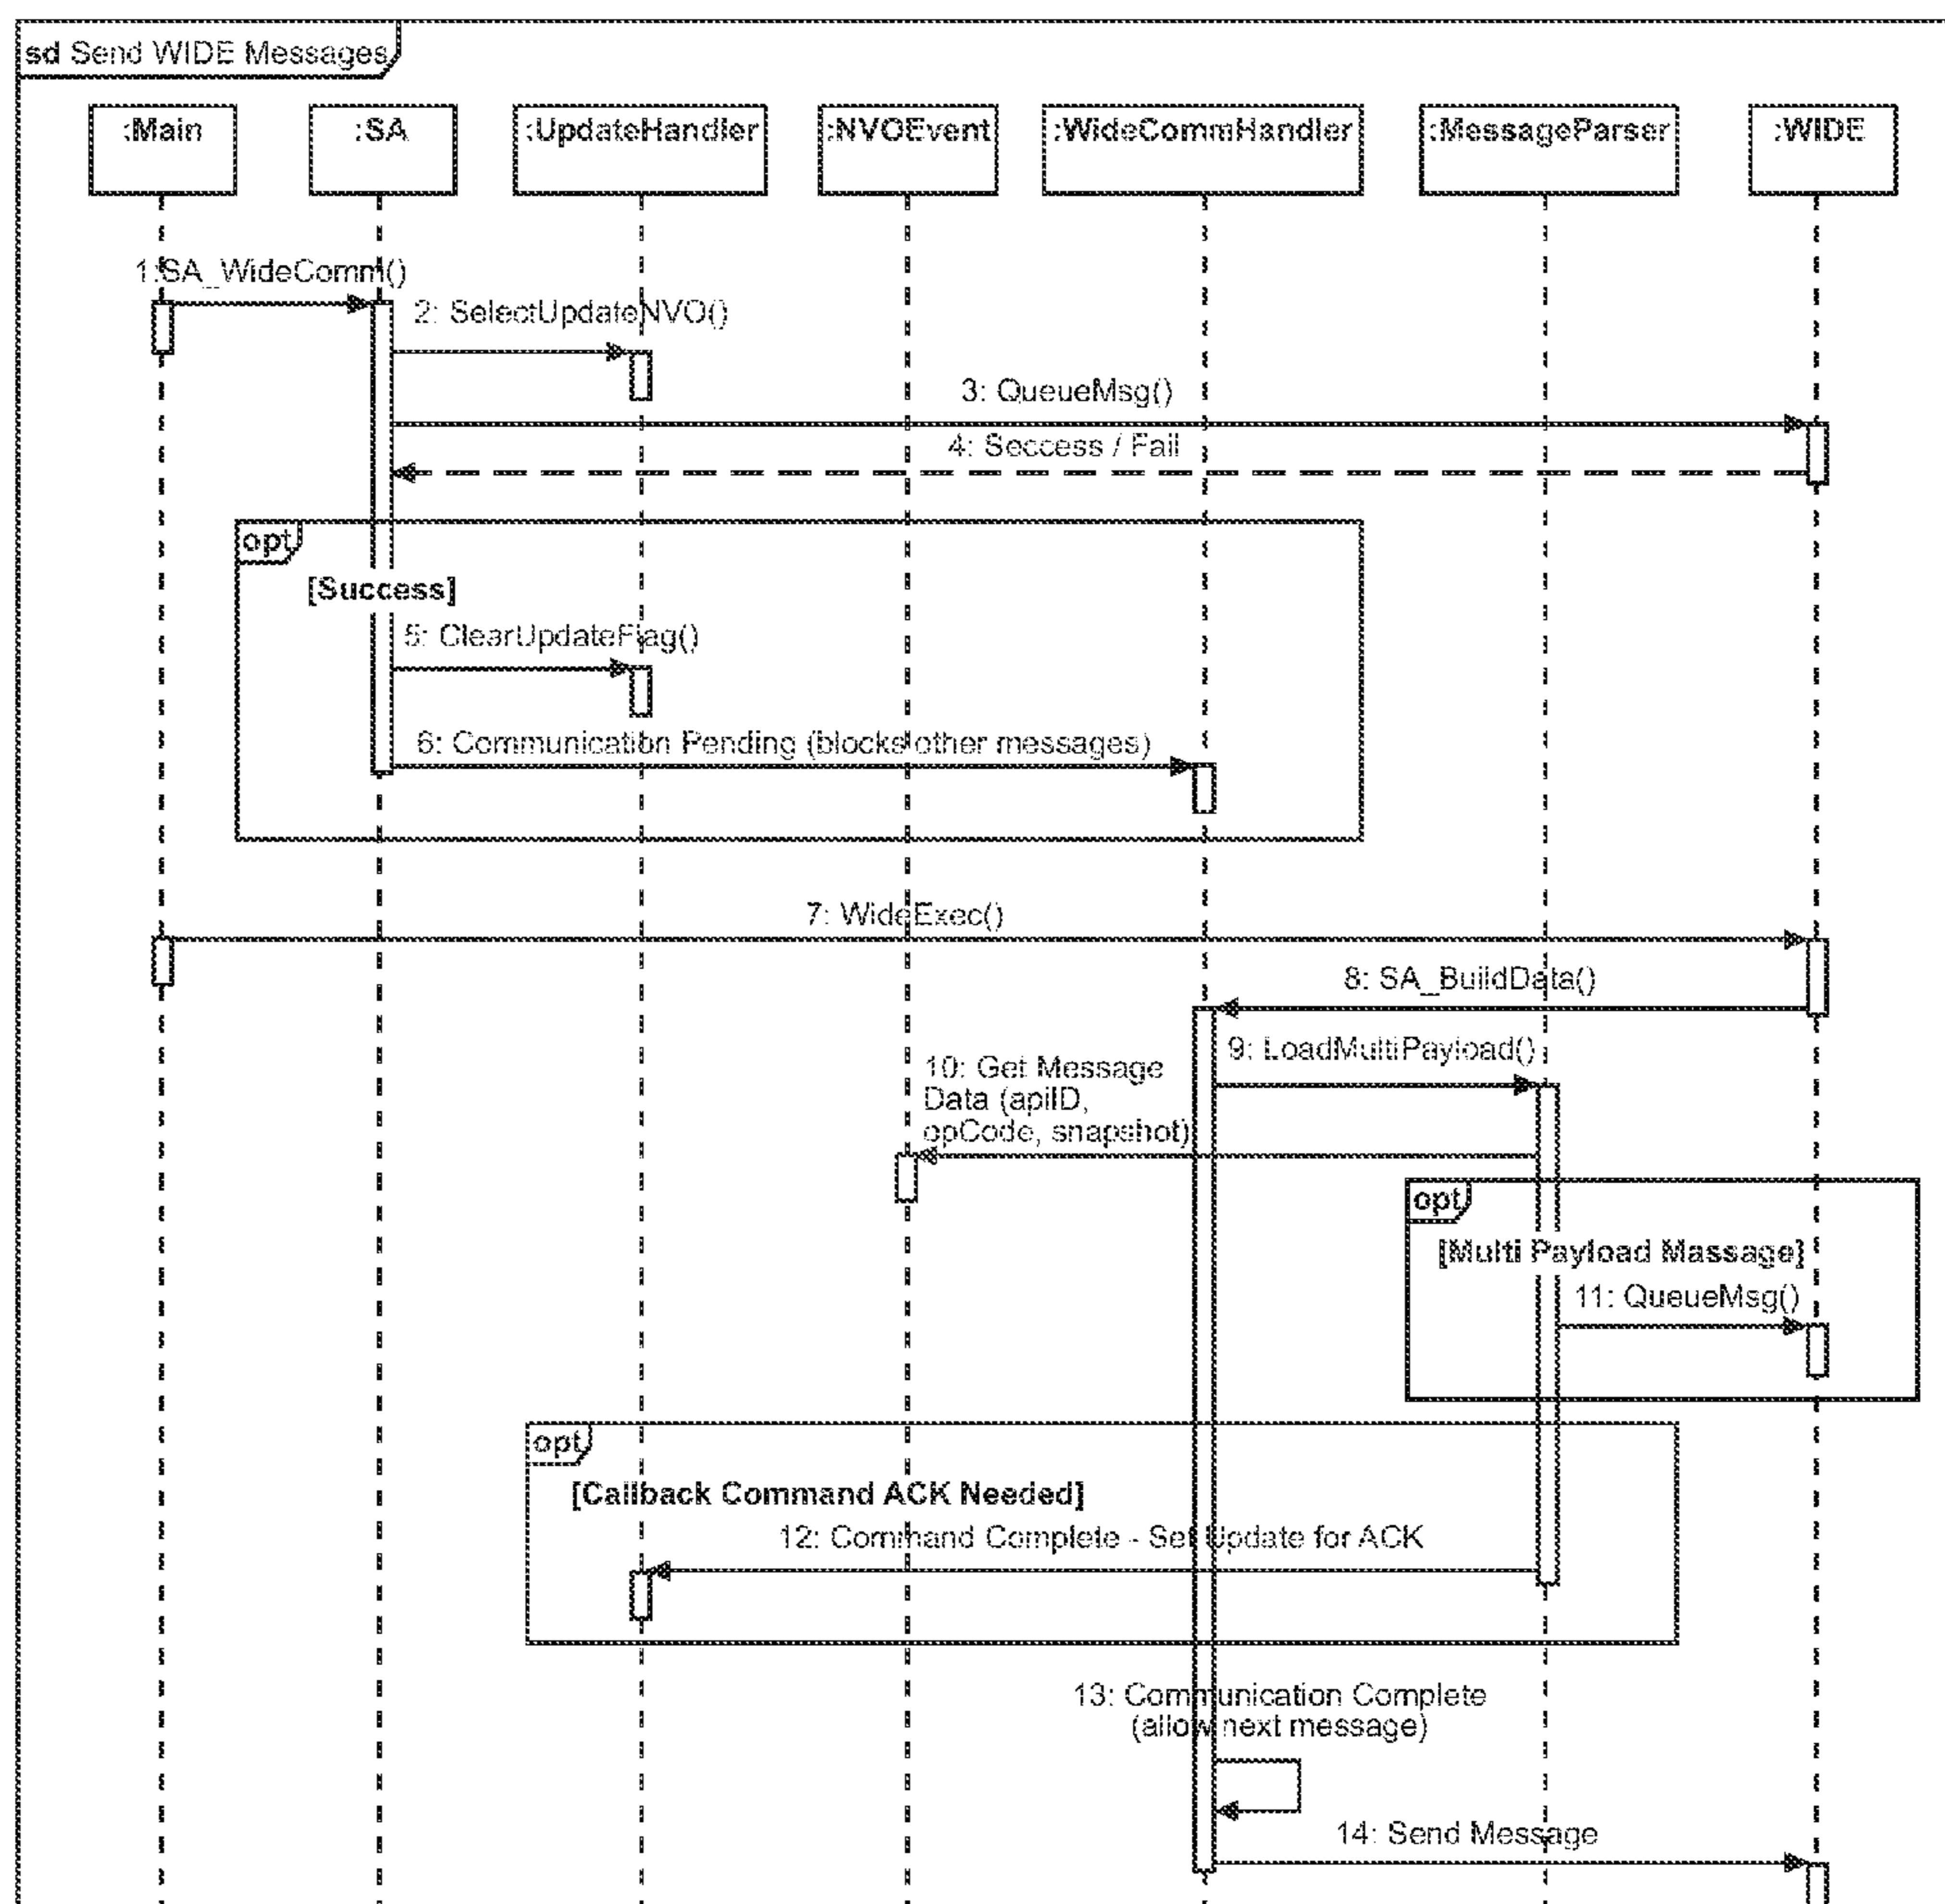 sd Send WIDE Messages
:Main :SA :UpdateHandler :NVOEvent :WideCommHandler :MessageParser :WIDE
1:SA_WideComm()
2: SelectUpdateNVO()
3: QueueMsg()
4: Seccess / Fail
opt
[Success]
5: ClearUpdateFlag()
6: Communication Pending (blocks other messages)
7: WideExec()
8: SA_BuildData()
9: LoadMultiPayload()
10: Get Message
Data (apiID,
opCode, snapshot)
opt
[Multi Payload Massage]
11: QueueMsg()
opt
[Callback Command ACK Needed]
12: Command Complete - Set Update for ACK
13: Communication Complete
(allow next message)
14: Send Message